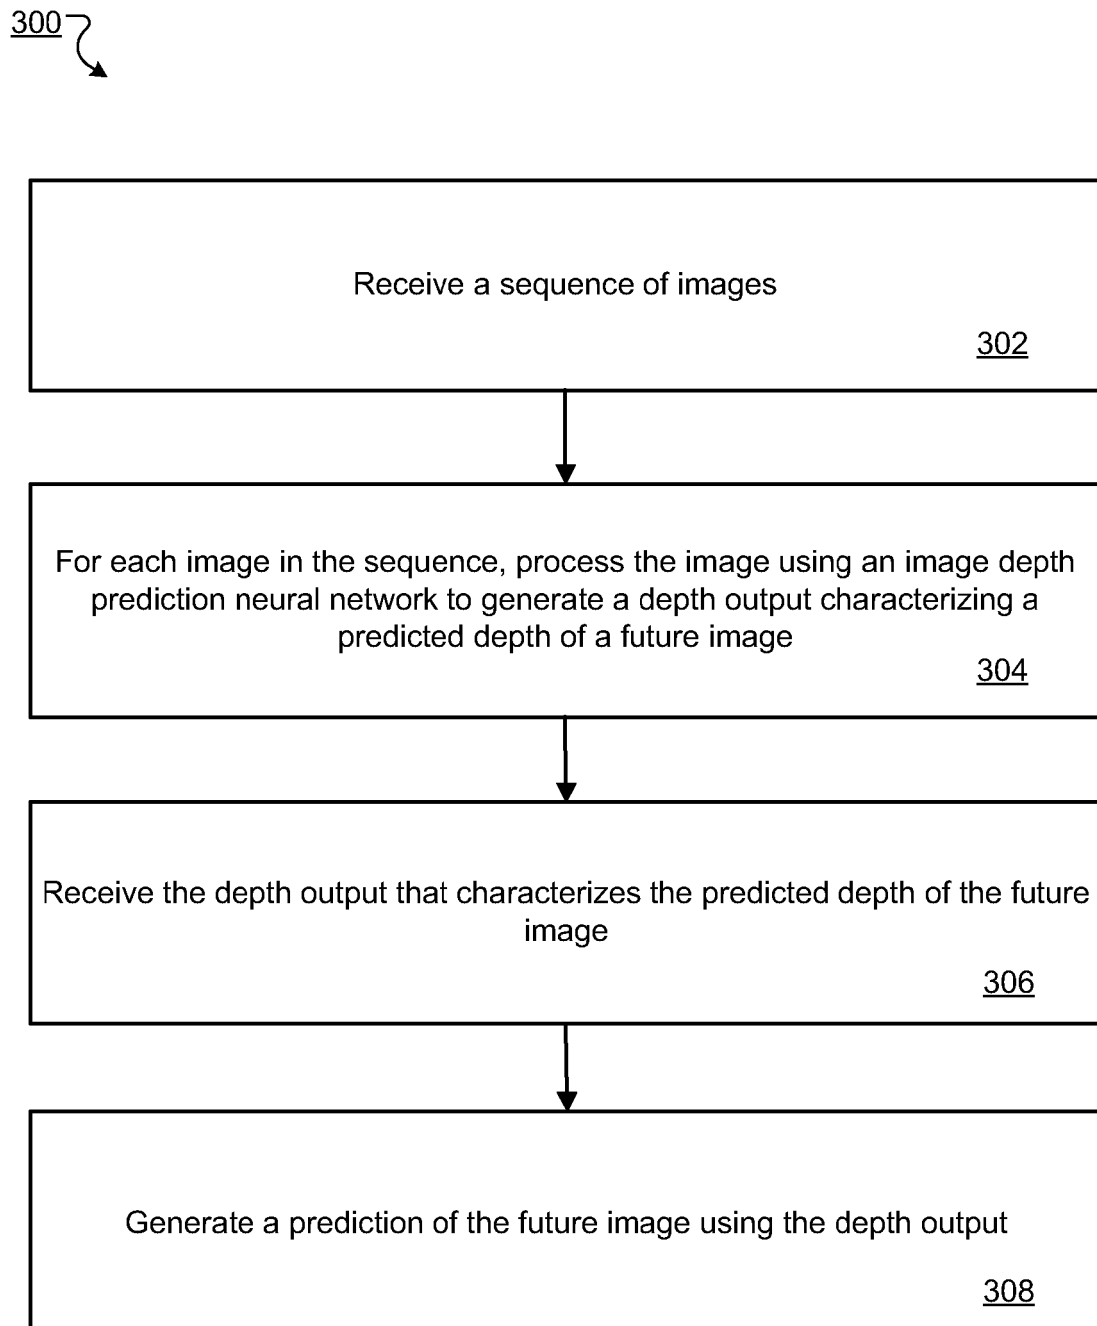 300
Receive a sequence of images
302
For each image in the sequence, process the image using an image depth
prediction neural network to generate a depth output characterizing a
predicted depth of a future image
304
Receive the depth output that characterizes the predicted depth of the future
image
306
Generate a prediction of the future image using the depth output
308